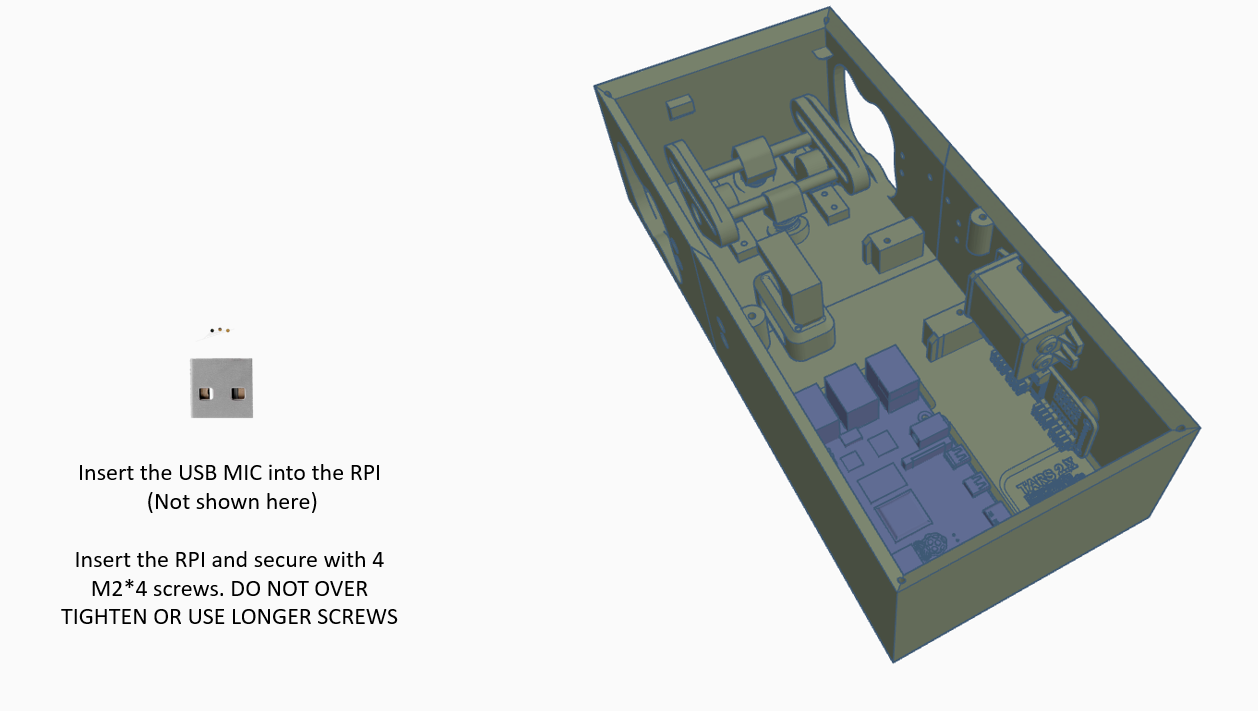 Insert the USB MIC into the RPI
(Not shown here)
Insert the RPI and secure with 4
M2*4 screws. DO NOT OVER
TIGHTEN OR USE LONGER SCREWS
TARS 2.X